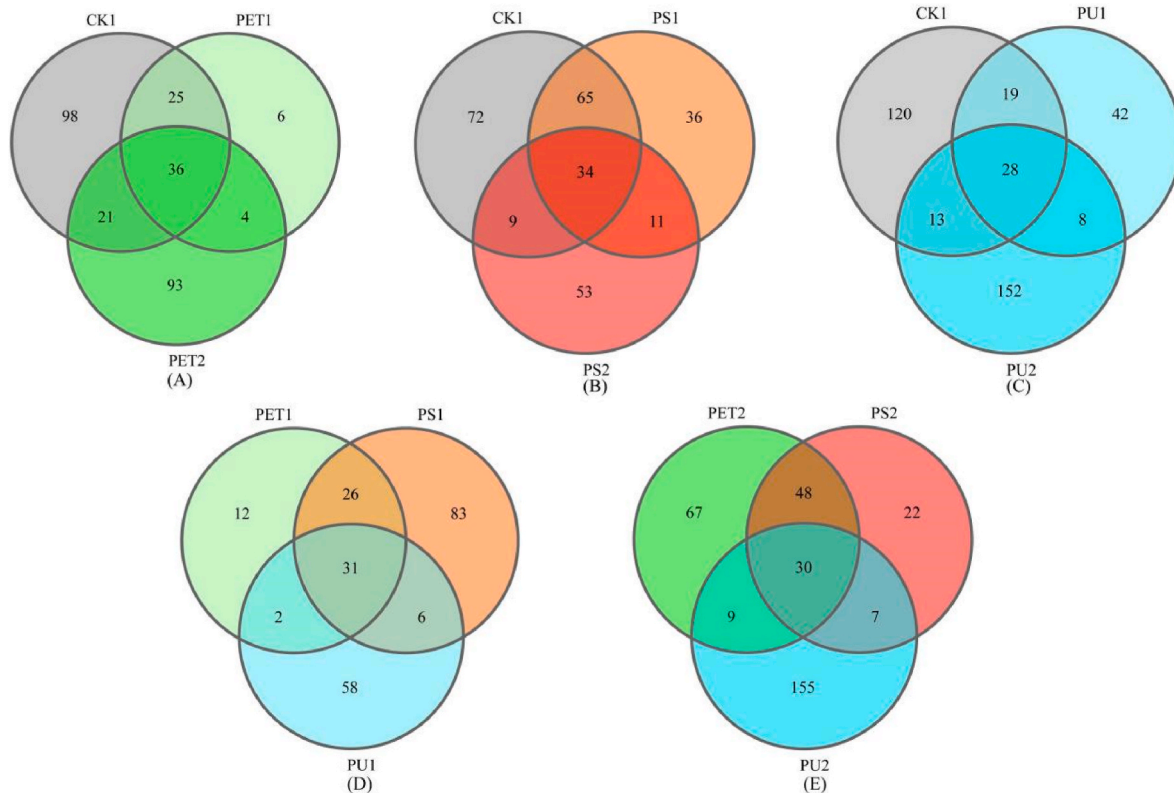 CK1 PET1
98 25 6
36
21 4
93
PET2
(A)
CK1 PS1
72 65 36
34
9 11
53
PS2
(B)
CK1 PU1
120 19 42
28
13 8
152
PU2
(C)
PET1 PS1
12 26 83
31
2 6
58
PU1
(D)
PET2 PS2
67 48 22
30
9 7
155
PU2
(E)